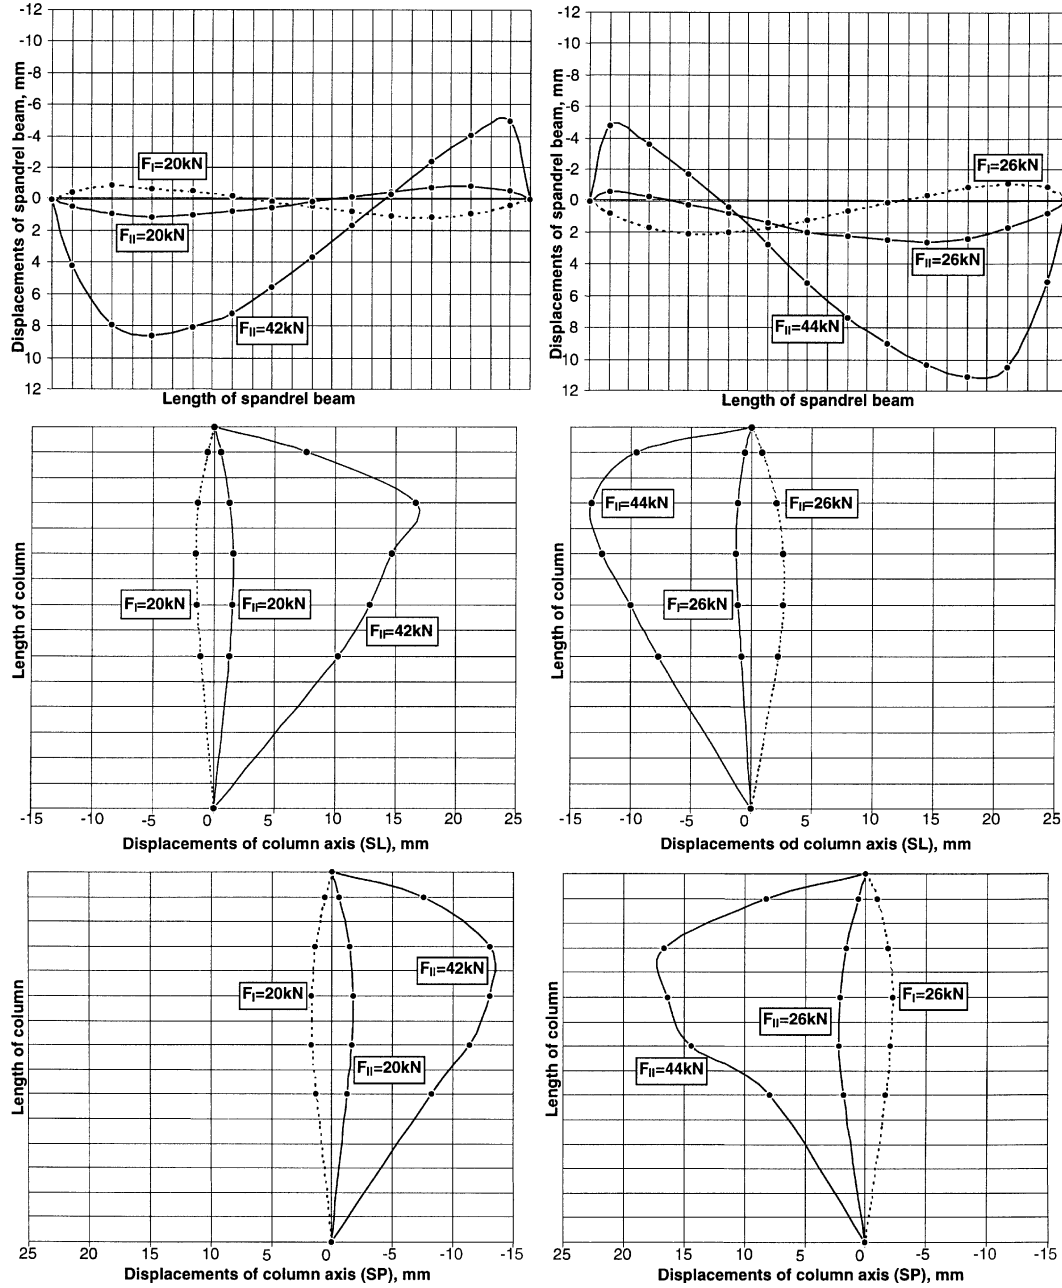 -12
-10
-8
-6
-4
-2
0
2
4
6
8
10
12
Displacements of spandrel beam, mm
FI=20kN
FII=20kN
FII=42kN
Length of spandrel beam
-12
-10
-8
-6
-4
-2
0
2
4
6
8
10
12
Displacements of spandrel beam, mm
FI=26kN
FII=26kN
FII=44kN
Length of spandrel beam
Length of column
FI=20kN
FII=20kN
FII=42kN
-15 -10 -5 0 5 10 15 20 25
Displacements of column axis (SL), mm
Length of column
FII=44kN
FII=26kN
FI=26kN
-15 -10 -5 0 5 10 15 20 25
Displacements od column axis (SL), mm
Length of column
FII=42kN
FI=20kN
FII=20kN
25 20 15 10 5 0 -5 -10 -15
Displacements of column axis (SP), mm
Length of column
FI=26kN
FII=26kN
FII=44kN
25 20 15 10 5 0 -5 -10 -15
Displacements of column axis (SP), mm